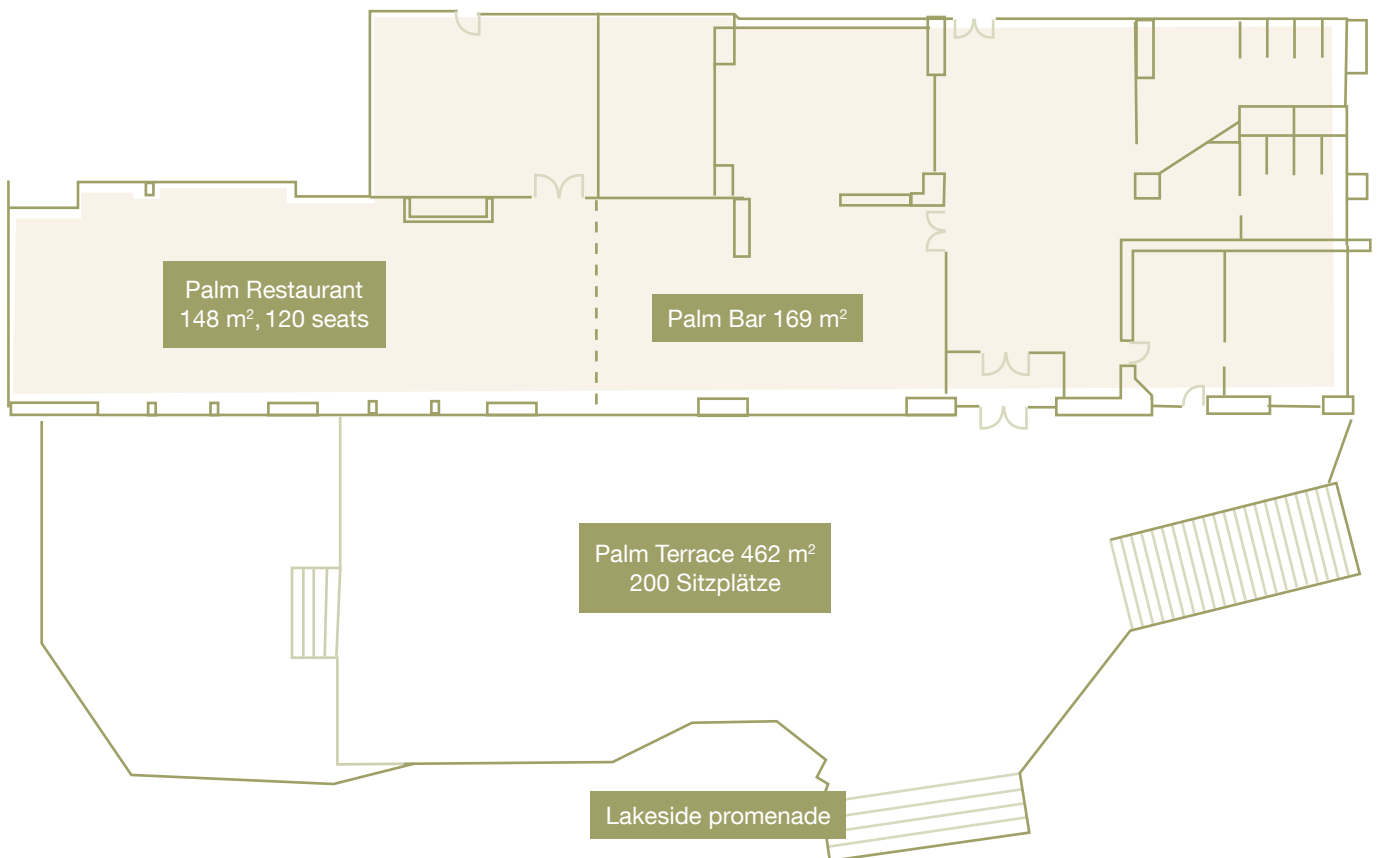 Palm Restaurant
148 m², 120 seats
Palm Bar 169 m²
Palm Terrace 462 m²
200 Sitzplätze
Lakeside promenade